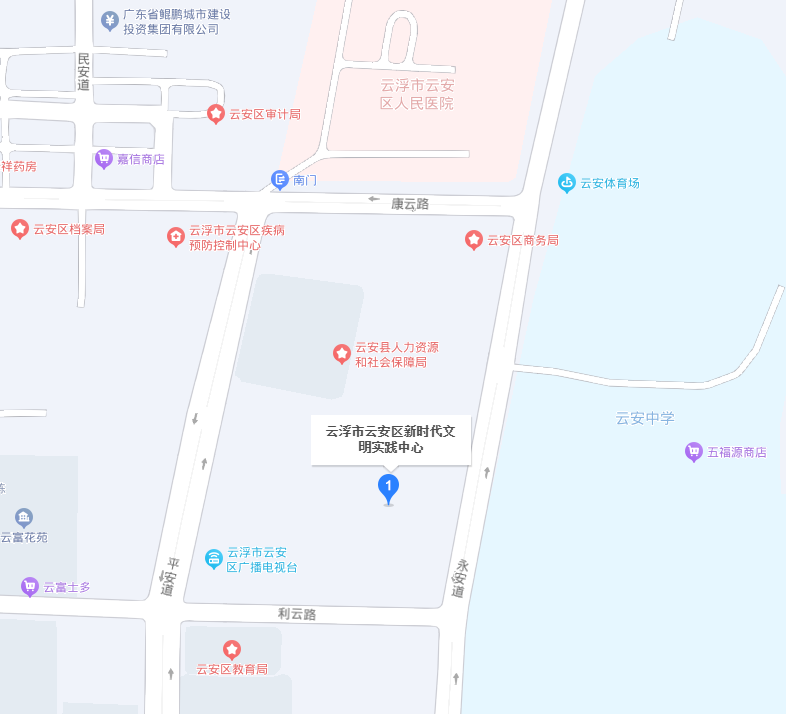 广东省鲲鹏城市建设
投资集团有限公司
民安道
云浮市云安
区人民医院
云安区审计局
嘉信商店
祥药房
南门
云安体育场
康云路
云安区档案局
云浮市云安区疾病
预防控制中心
云安区商务局
云安县人力资源
和社会保障局
云安中学
云浮市云安区新时代文
明实践中心
五福源商店
1
栋
云富花苑
云浮市云安
区广播电视台
平安道
永安道
云富士多
利云路
云安区教育局